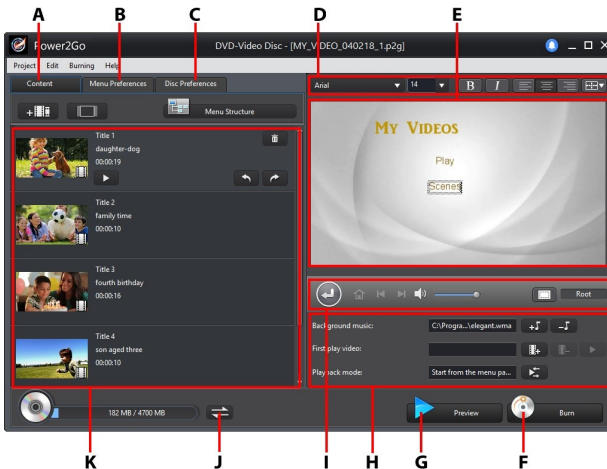 A B C D E
Power2Go DVD-Video Disc - [MY_VIDEO_040218_1.p2g]
Project Edit Burning Help
Content Menu Preferences Disc Preferences
Arial 14 B I
Menu Structure
Title 1
daughter-dog
00:00:19
Title 2
family time
00:00:10
Title 3
fourth birthday
00:00:16
Title 4
son aged three
00:00:10
MY VIDEOS
Play
Scenes
Root
Background music: C:\Progra...\elegant.wma
First play video:
Playback mode: Start from the menu pa...
182 MB / 4700 MB
Preview Burn
K J I H G F